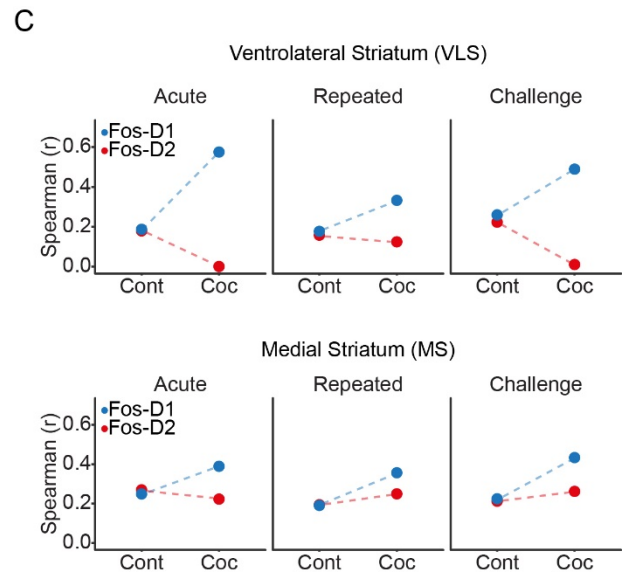 C
Ventrolateral Striatum (VLS)
Acute Repeated Challenge
Fos-D1
Fos-D2
Spearman (r)
0.6
0.4
0.2
0.0
Cont Coc Cont Coc Cont Coc
Medial Striatum (MS)
Acute Repeated Challenge
Fos-D1
Fos-D2
Spearman (r)
0.6
0.4
0.2
0.0
Cont Coc Cont Coc Cont Coc